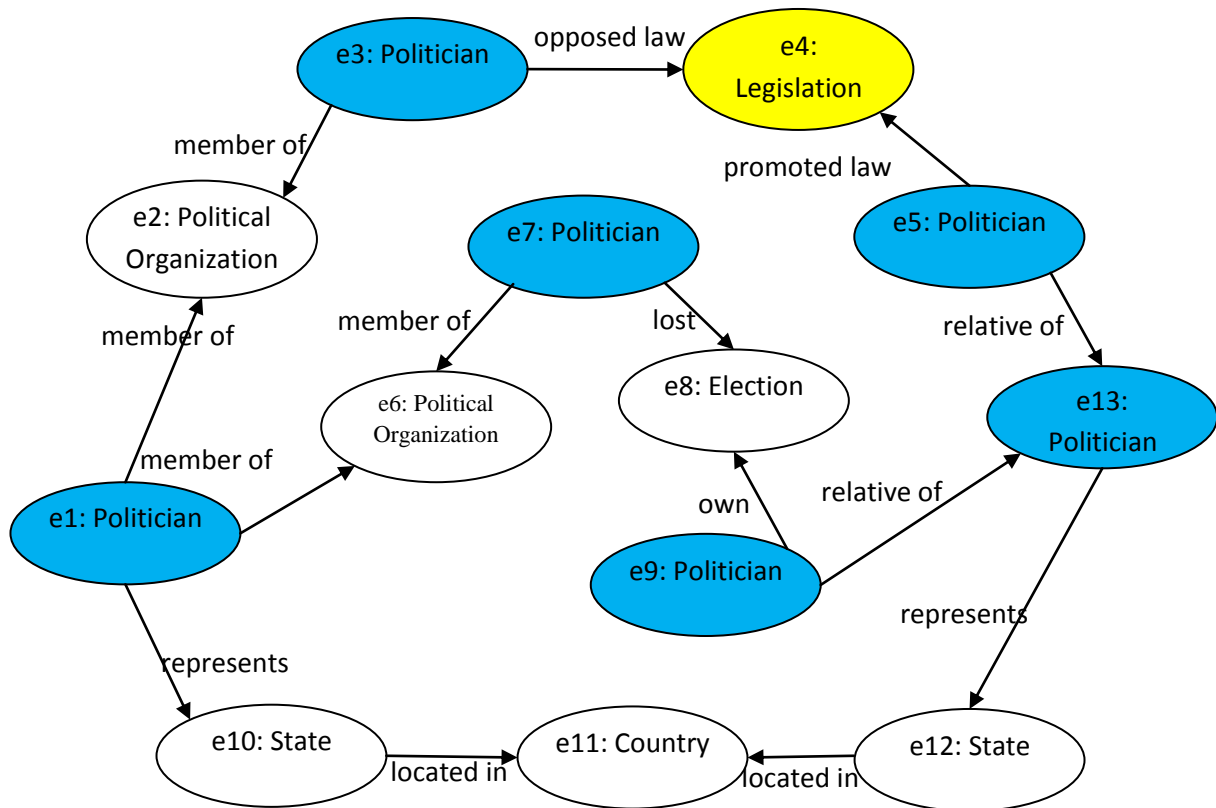 opposed law
e3: Politician
e4:
Legislation
member of
promoted law
e2: Political
Organization
e7: Politician
e5: Politician
member of
member of
lost
relative of
e6: Political
Organization
e8: Election
e13:
Politician
member of
own
relative of
e1: Politician
e9: Politician
represents
represents
e10: State
e11: Country
e12: State
located in
located in